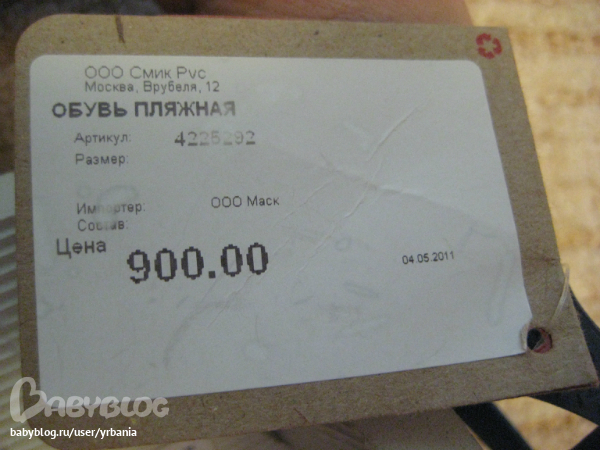 ООО Смик Рус
Москва, Врубеля, 12
ОБУВЬ ПЛЯЖНАЯ
Артикул: 4225292
Размер:
Импортер: ООО Маск
Состав:
Цена 900.00
04.05.2011
BABYBLOG
babyblog.ru/user/yrbania